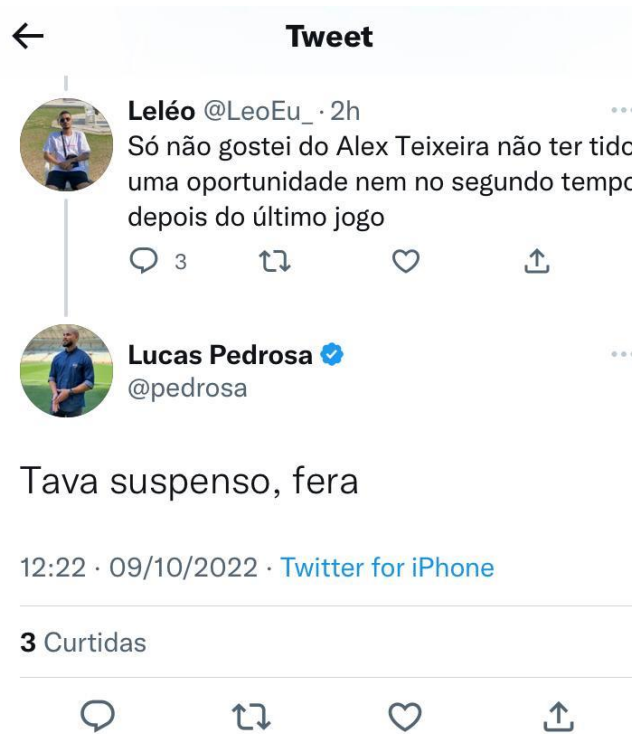 Tweet
Leléo @LeoEu_ · 2h
Só não gostei do Alex Teixeira não ter tido
uma oportunidade nem no segundo tempo
depois do último jogo
3
Lucas Pedrosa
@pedrosa
Tava suspenso, fera
12:22 · 09/10/2022 · Twitter for iPhone
3 Curtidas